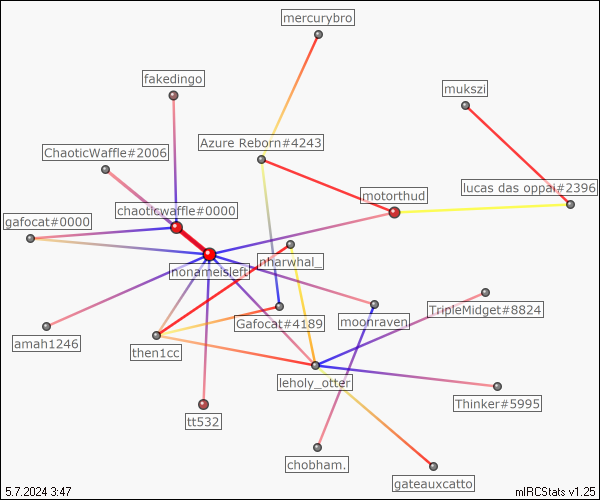 mercurybro
fakedingo
mukszi
Azure Reborn#4243
ChaoticWaffle#2006
lucas das oppai#2396
motorthud
chaoticwaffle#0000
gafocat#0000
nharwhal_
nonameisleft
TripleMidget#8824
Gafocat#4189
moonraven
amah1246
then1cc
leholy_otter
Thinker#5995
tt532
chobham.
gateauxcatto
5.7.2024 3:47
mIRCStats v1.25